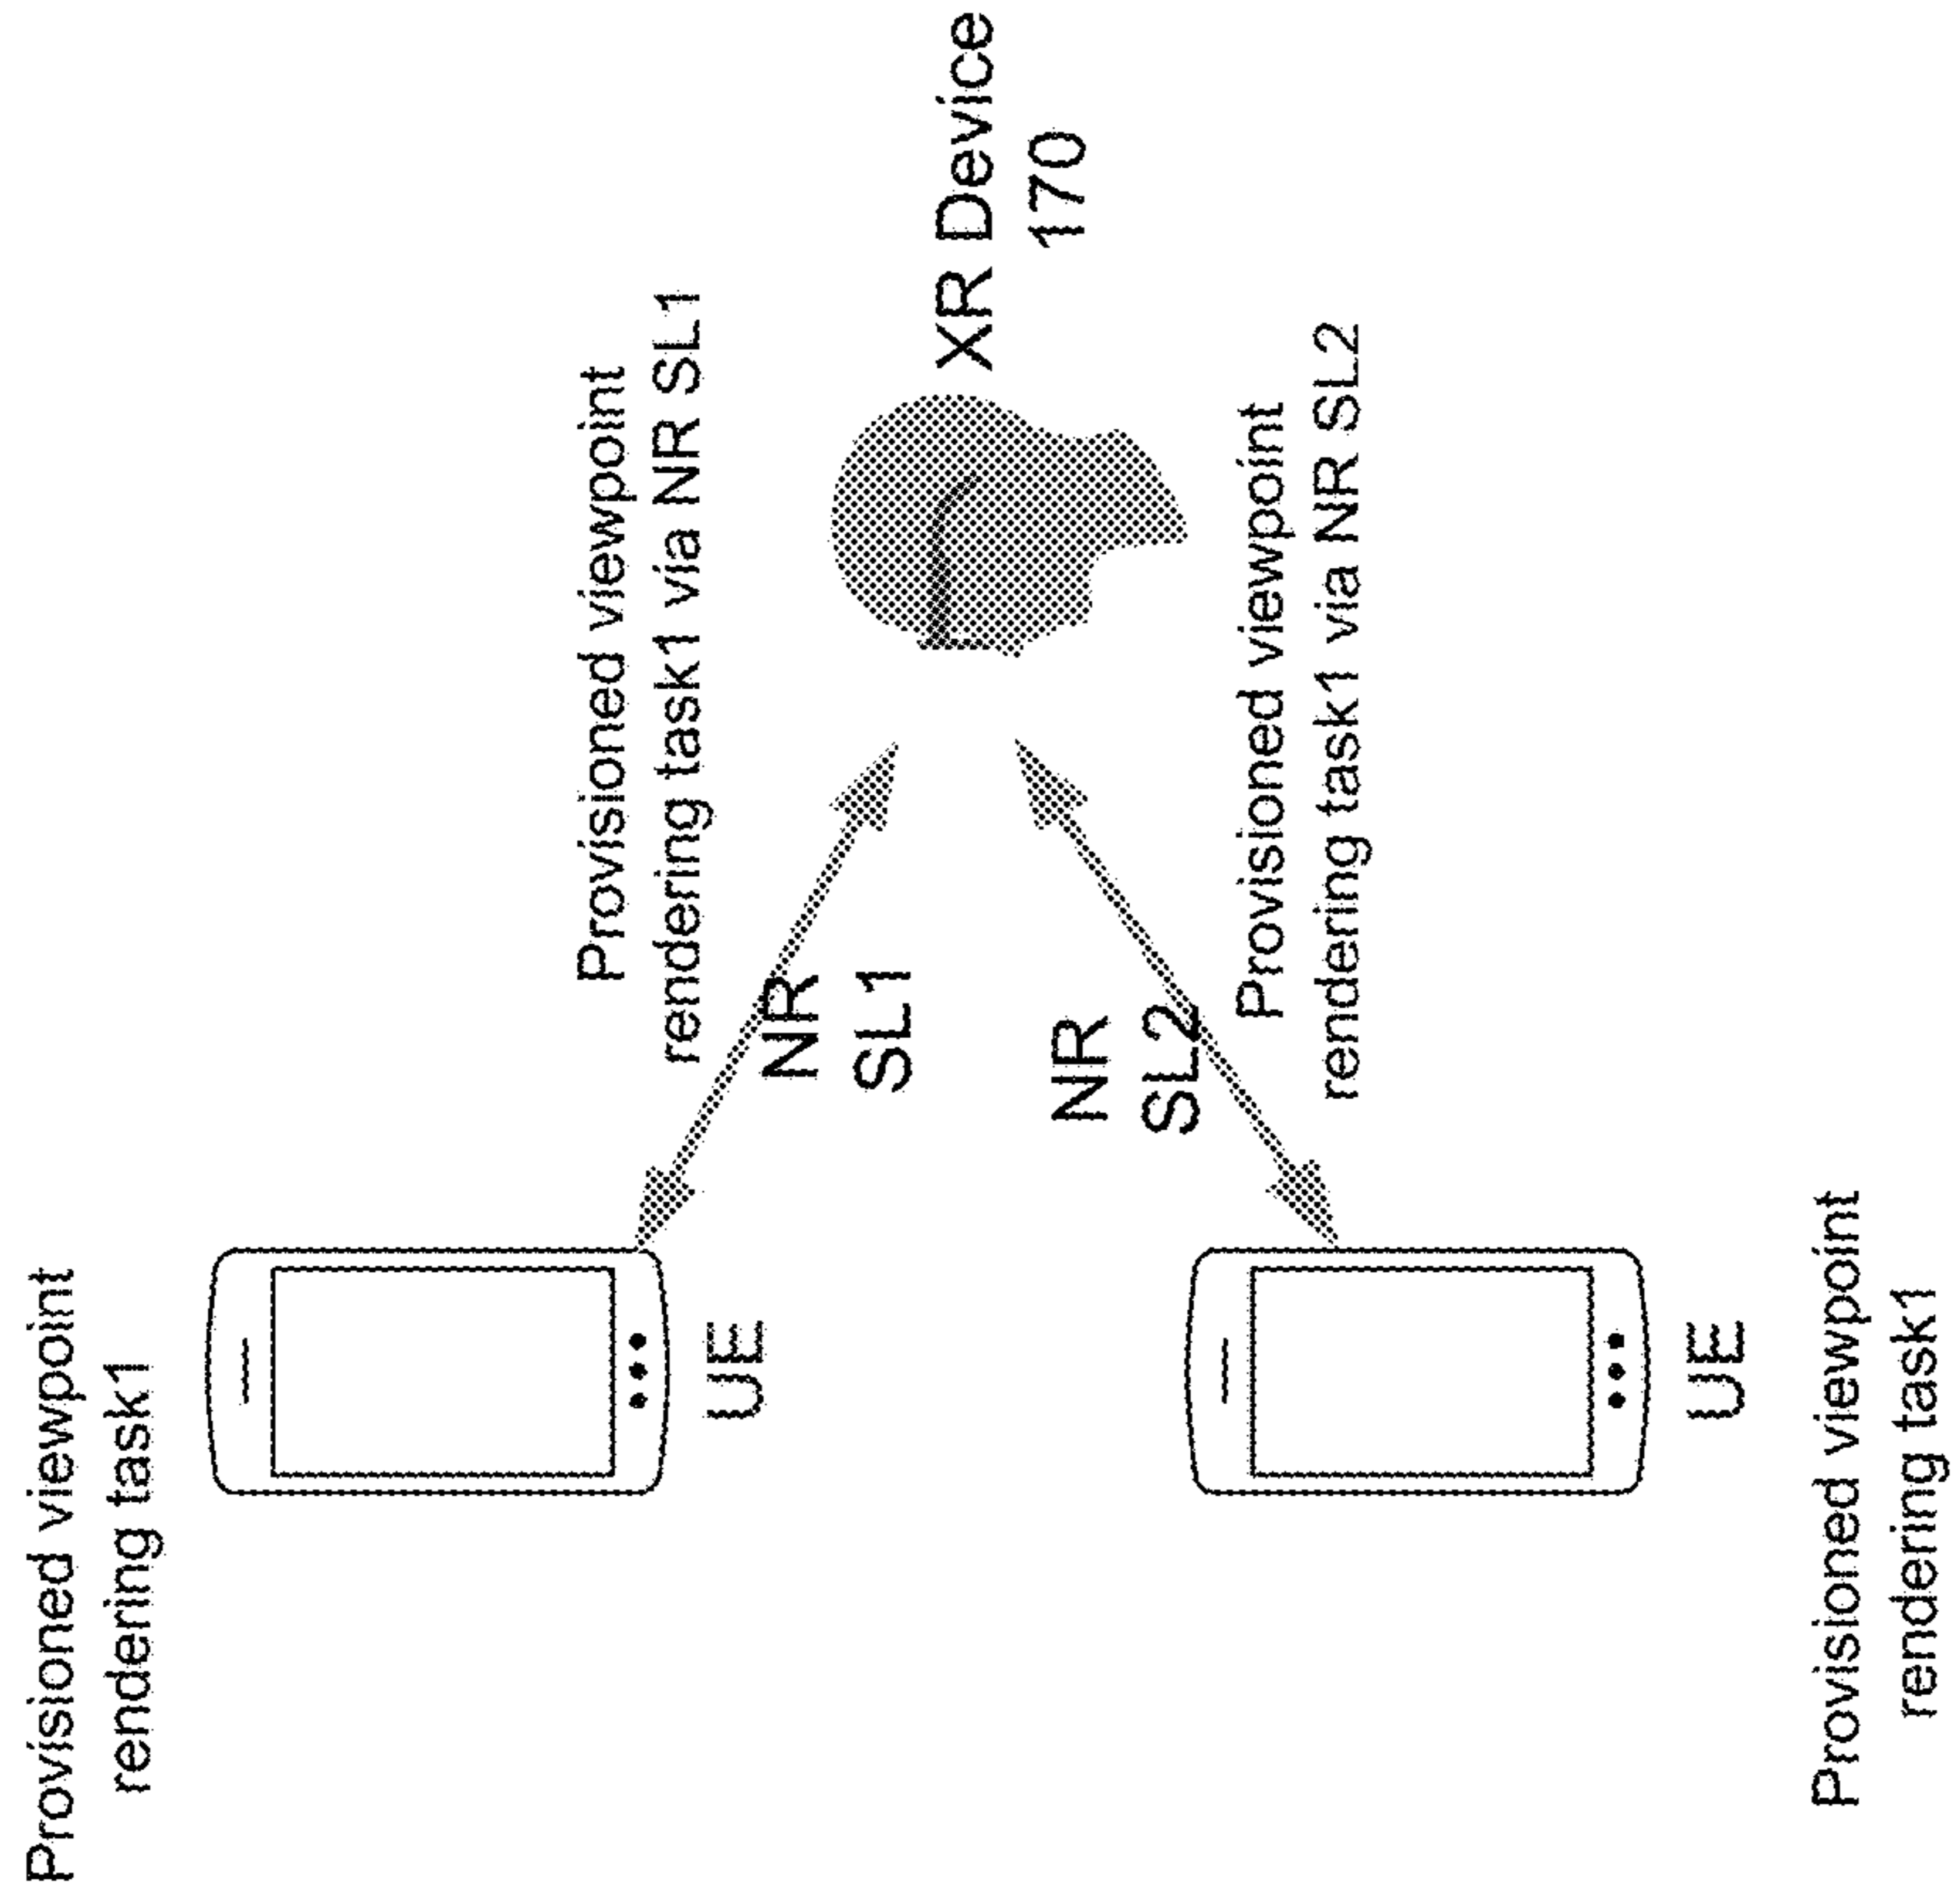 Provisioned viewpoint
rendering task1
UE
Provisioned viewpoint
rendering task1 via NR SL1
NR
SL1
XR Device
170
NR
SL2
Provisioned viewpoint
rendering task1 via NR SL2
UE
Provisioned viewpoint
rendering task1